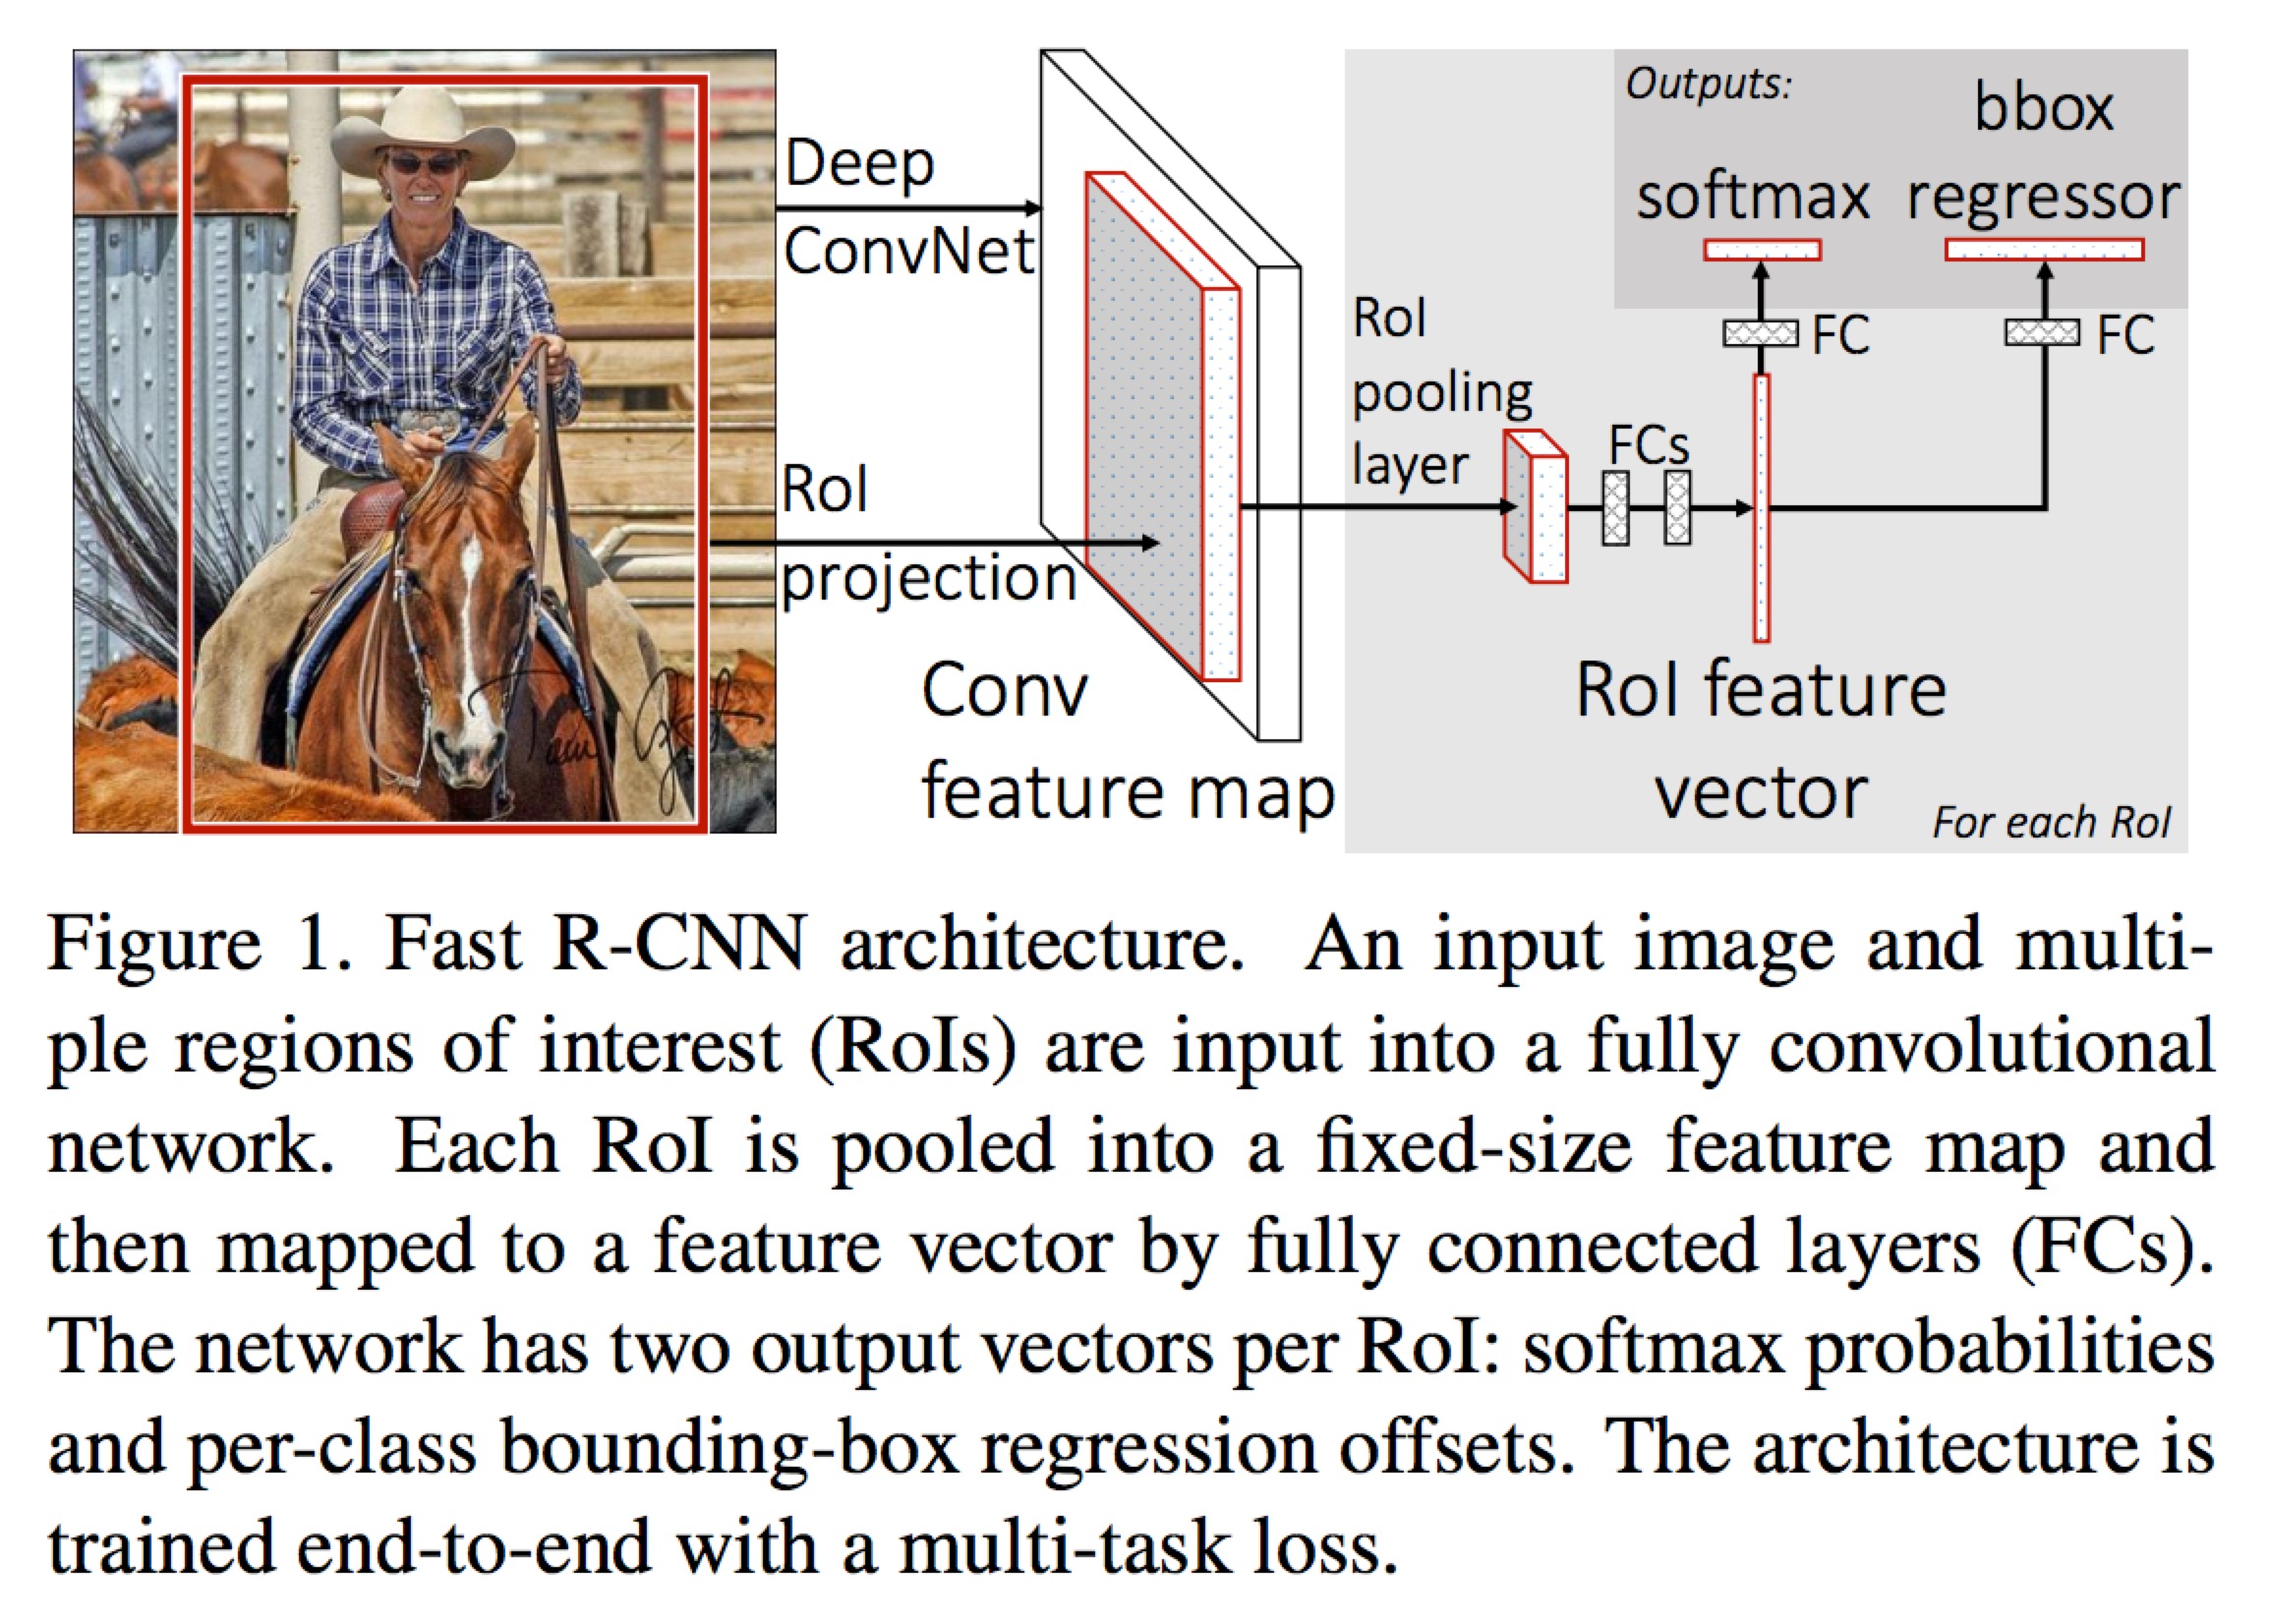 Outputs:
bbox
softmax regressor
Deep
ConvNet
RoI
pooling
layer
FC
FC
FCs
RoI
projection
Conv
feature map
RoI feature
vector
For each RoI
Figure 1. Fast R-CNN architecture. An input image and multi-
ple regions of interest (RoIs) are input into a fully convolutional
network. Each RoI is pooled into a fixed-size feature map and
then mapped to a feature vector by fully connected layers (FCs).
The network has two output vectors per RoI: softmax probabilities
and per-class bounding-box regression offsets. The architecture is
trained end-to-end with a multi-task loss.